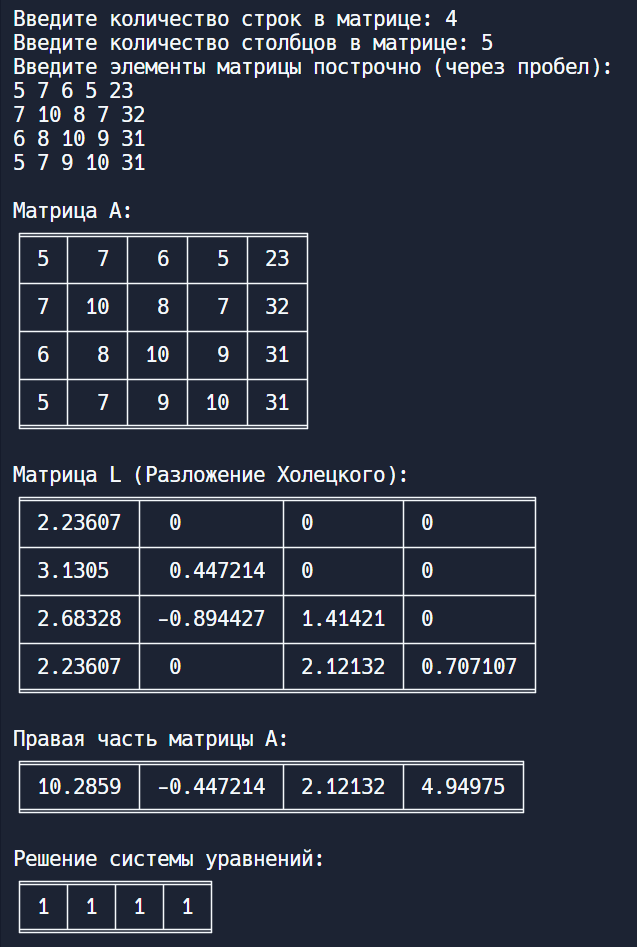 Введите количество строк в матрице: 4
Введите количество столбцов в матрице: 5
Введите элементы матрицы построчно (через пробел):
5 7 6 5 23
7 10 8 7 32
6 8 10 9 31
5 7 9 10 31
Матрица A:
5 7 6 5 23
7 10 8 7 32
6 8 10 9 31
5 7 9 10 31
Матрица L (Разложение Холецкого):
2.23607 0 0 0
3.1305 0.447214 0 0
2.68328 -0.894427 1.41421 0
2.23607 0 2.12132 0.707107
Правая часть матрицы A:
10.2859 -0.447214 2.12132 4.94975
Решение системы уравнений:
1 1 1 1